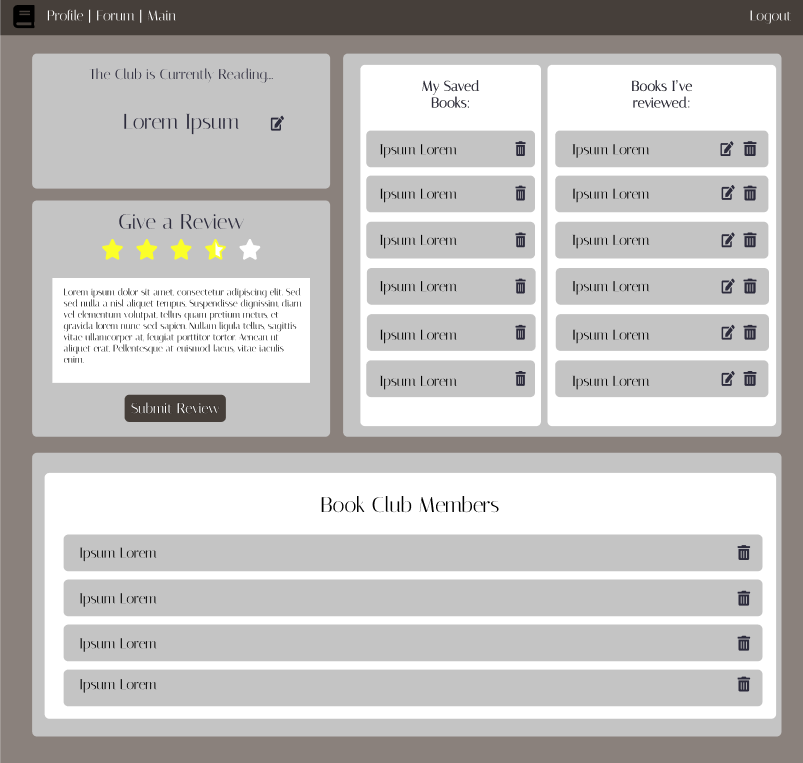 Profile | Forum | Main
Logout
The Club is Currently Reading...
Lorem Ipsum
Give a Review
Lorem ipsum dolor sit amet, consectetur adipiscing elit. Sed
sed nulla a nisl aliquet tempus. Suspendisse dignissim, diam
vel elementum volutpat, tellus quam pretium metus, et
gravida lorem nunc sed sapien. Nullam ligula tellus, sagittis
vitae ullamcorper at, feugiat porttitor tortor. Aenean ut
aliquet erat. Pellentesque at euismod lacus, vitae iaculis
enim.
Submit Review
My Saved
Books:
Ipsum Lorem
Ipsum Lorem
Ipsum Lorem
Ipsum Lorem
Ipsum Lorem
Ipsum Lorem
Books I've
reviewed:
Ipsum Lorem
Ipsum Lorem
Ipsum Lorem
Ipsum Lorem
Ipsum Lorem
Ipsum Lorem
Book Club Members
Ipsum Lorem
Ipsum Lorem
Ipsum Lorem
Ipsum Lorem